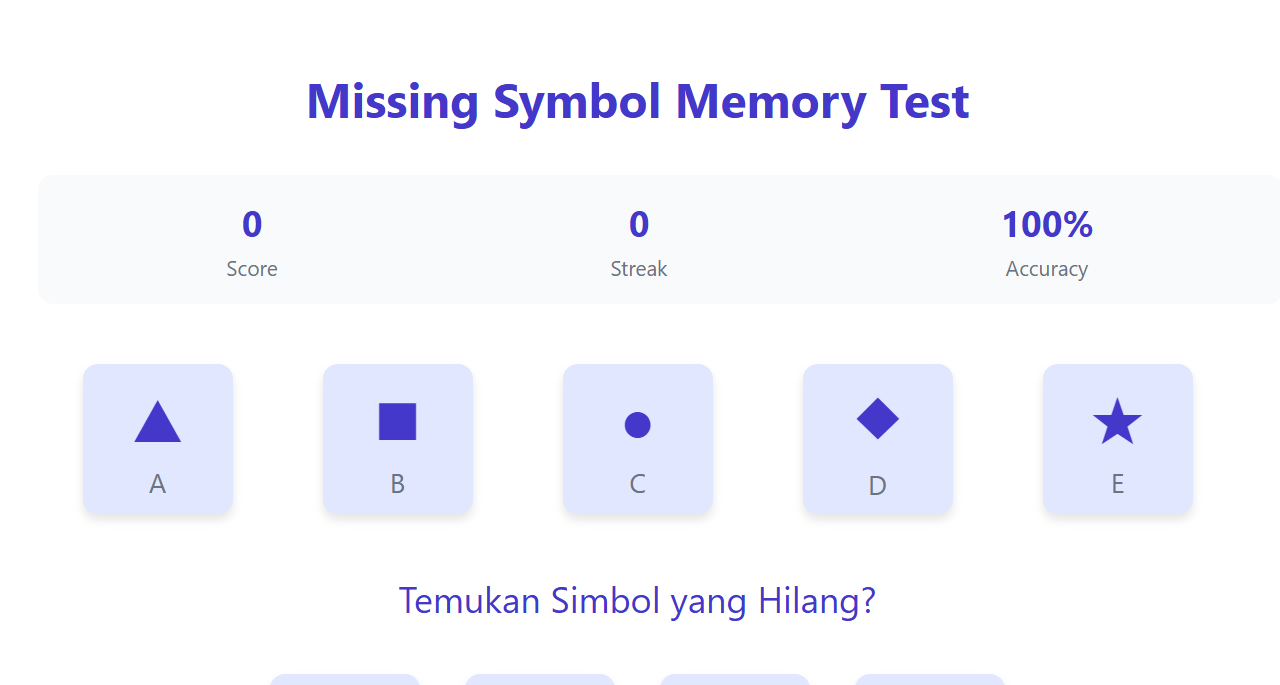 Missing Symbol Memory Test
0 0 100%
Score Streak Accuracy
A B C D E
Temukan Simbol yang Hilang?